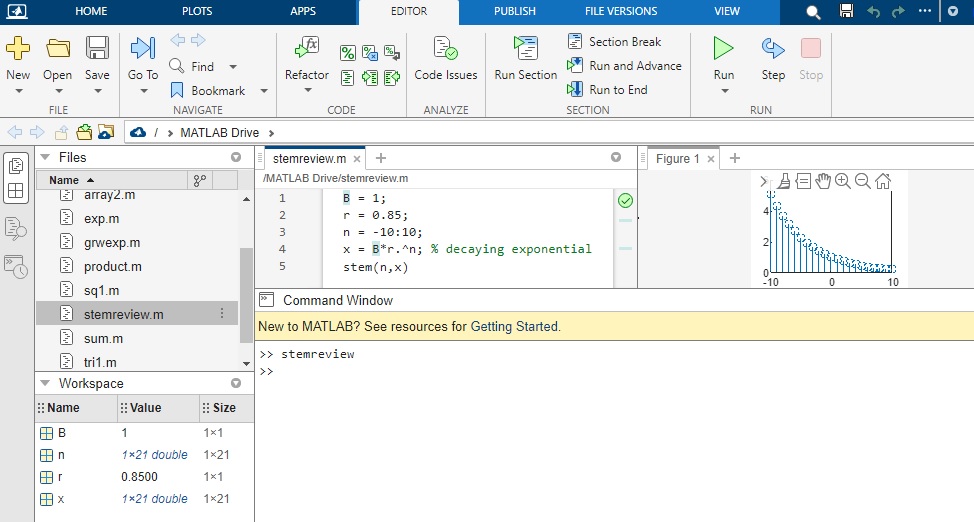 HOME PLOTS APPS EDITOR PUBLISH FILE VERSIONS VIEW
New Open Save
FILE
Go To Find Bookmark
NAVIGATE
Refactor
CODE
Code Issues
ANALYZE
Run Section Section Break
Run and Advance
Run to End
SECTION
Run Step Stop
RUN
/ MATLAB Drive
Files
Name
array2.m
exp.m
grwexp.m
product.m
sq1.m
stemreview.m
sum.m
tri1.m
Workspace
Name Value Size
B 1 1×1
n 1×21 double 1×21
r 0.8500 1×1
x 1×21 double 1×21
stemreview.m
/MATLAB Drive/stemreview.m
1 B = 1;
2 r = 0.85;
3 n = -10:10;
4 x = B*r.^n; % decaying exponential
5 stem(n,x)
Figure 1
4
2
0
-10 0 10
Command Window
New to MATLAB? See resources for Getting Started.
>> stemreview
>>